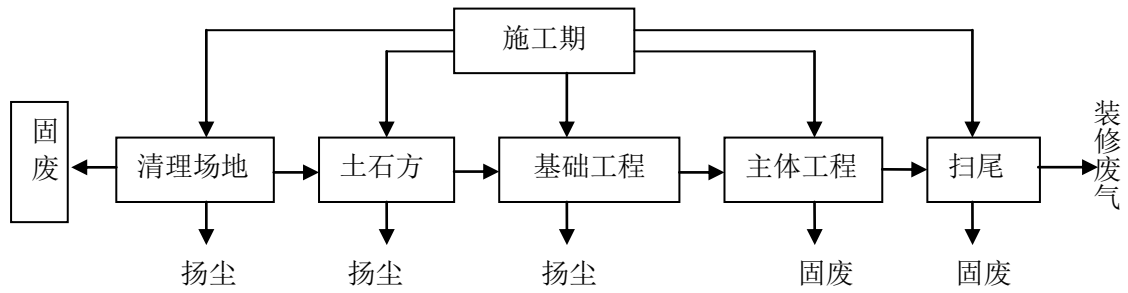 施工期
固废
清理场地
土石方
基础工程
主体工程
扫尾
装修废气
扬尘
扬尘
扬尘
固废
固废